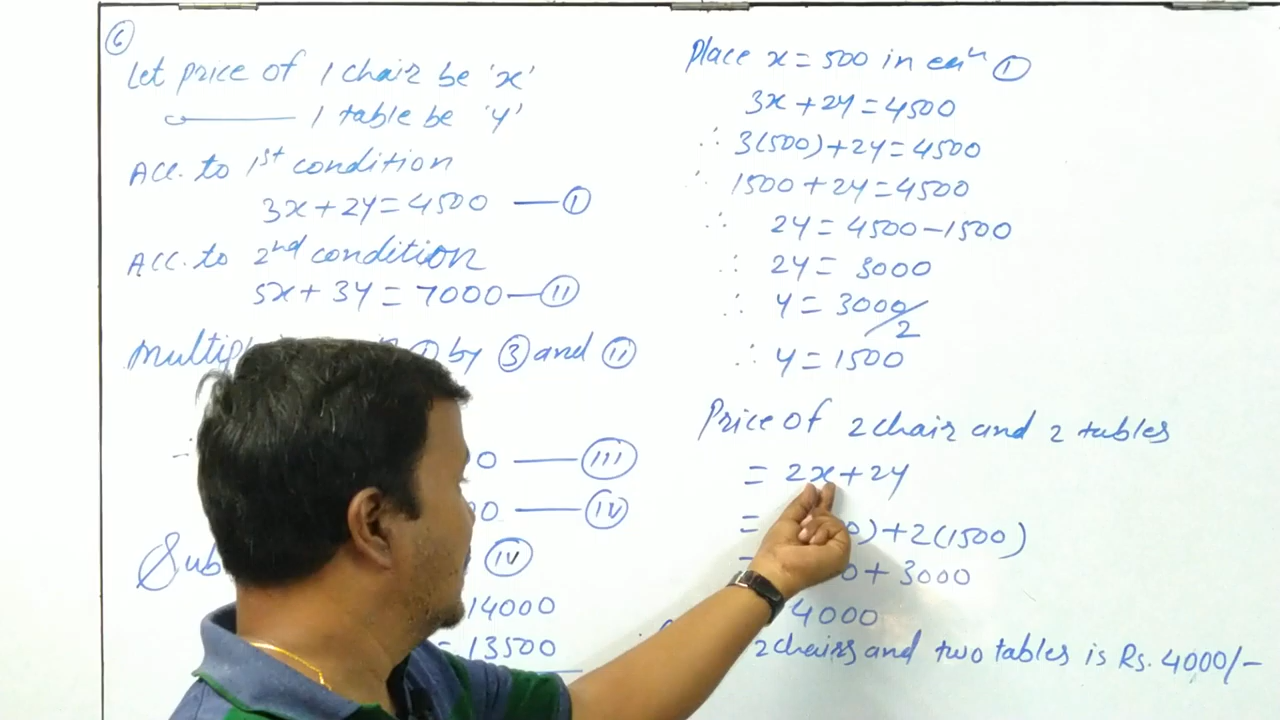 6
Let price of 1 chair be 'x'
1 table be 'y'
Acc. to 1st condition
3x + 2y = 4500 — I
Acc. to 2nd condition
5x + 3y = 7000 — II
I by 3 and II
0 — III
00 — IV
IV
14000
= 13500
Place x = 500 in eqn I
3x + 2y = 4500
∴ 3(500) + 2y = 4500
∴ 1500 + 2y = 4500
∴ 2y = 4500 - 1500
∴ 2y = 3000
∴ y = 3000/2
∴ y = 1500
Price of 2 chair and 2 tables
= 2x + 2y
= 0) + 2(1500)
= 0 + 3000
4000
2 chairs and two tables is Rs. 4000/-